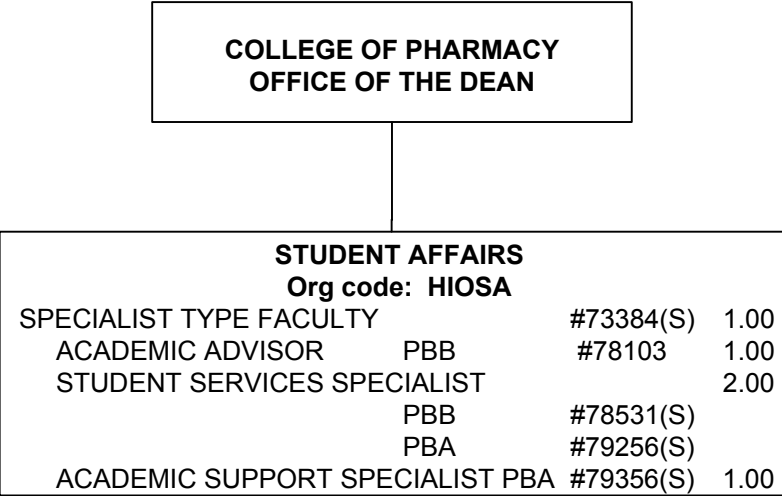 COLLEGE OF PHARMACY
OFFICE OF THE DEAN
STUDENT AFFAIRS
Org code: HIOSA
SPECIALIST TYPE FACULTY #73384(S) 1.00
ACADEMIC ADVISOR PBB #78103 1.00
STUDENT SERVICES SPECIALIST 2.00
PBB #78531(S)
PBA #79256(S)
ACADEMIC SUPPORT SPECIALIST PBA #79356(S) 1.00